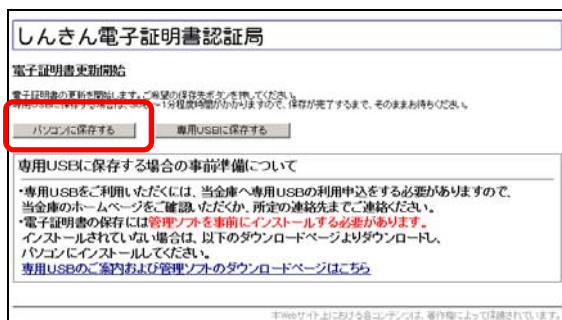 しんきん電子証明書認証局
電子証明書更新開始
電子証明書の更新を開始します。ご希望の保存先ボタンを押してください。
専用USBに保存する場合は、30秒～1分程度時間がかかりますので、保存が完了するまで、そのままお待ちください。
パソコンに保存する 専用USBに保存する
専用USBに保存する場合の事前準備について
・専用USBをご利用いただくには、当金庫へ専用USBの利用申込をする必要がありますので、
当金庫のホームページをご確認いただくか、所定の連絡先までご連絡ください。
・電子証明書の保存には管理ソフトを事前にインストールする必要があります。
インストールされていない場合は、以下のダウンロードページよりダウンロードし、
パソコンにインストールしてください。
専用USBのご案内および管理ソフトのダウンロードページはこちら
本Webサイト上における各コンテンツは、著作権によって保護されています。